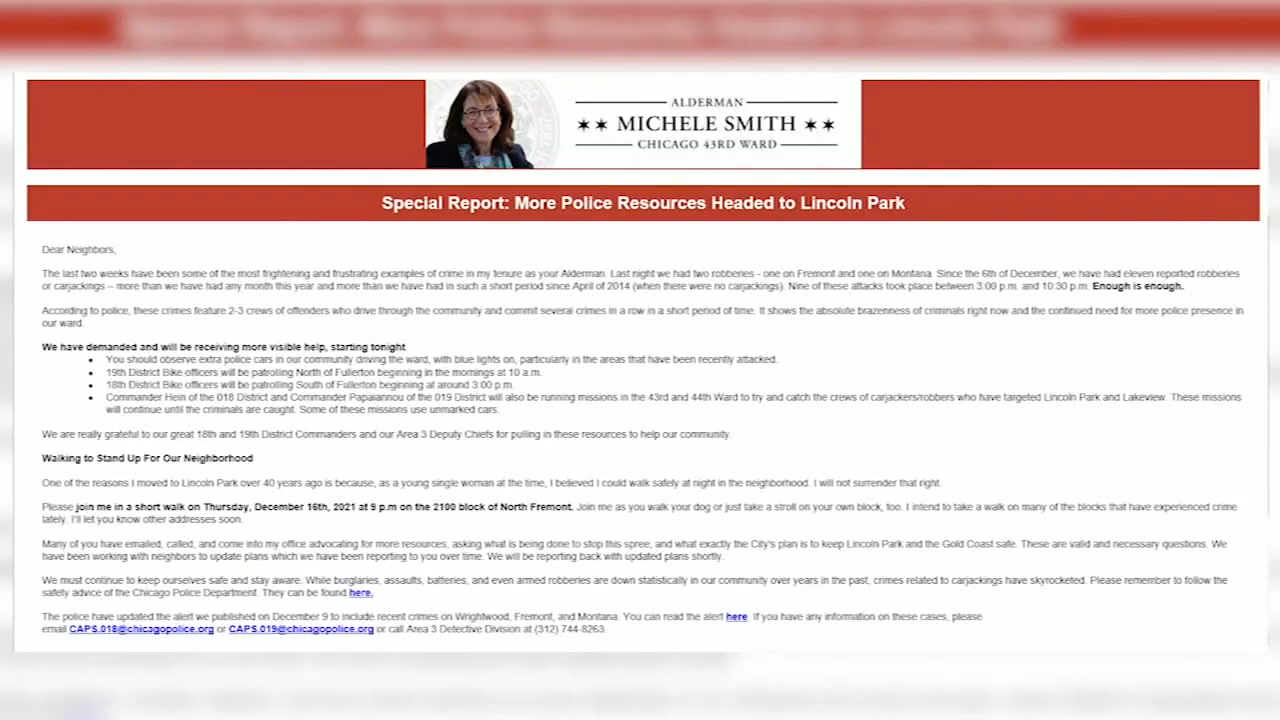 ALDERMAN
MICHELE SMITH
CHICAGO 43RD WARD
Special Report: More Police Resources Headed to Lincoln Park
Dear Neighbors,
The last two weeks have been some of the most frightening and frustrating examples of crime in my tenure as your Alderman. Last night we had two robberies - one on Fremont and one on Montana. Since the 6th of December, we have had eleven reported robberies
or carjackings – more than we have had any month this year and more than we have had in such a short period since April of 2014 (when there were no carjackings). Nine of these attacks took place between 3:00 p.m. and 10:30 p.m. Enough is enough.
According to police, these crimes feature 2-3 crews of offenders who drive through the community and commit several crimes in a row in a short period of time. It shows the absolute brazenness of criminals right now and the continued need for more police presence in
our ward.
We have demanded and will be receiving more visible help, starting tonight
• You should observe extra police cars in our community driving the ward, with blue lights on, particularly in the areas that have been recently attacked.
• 19th District Bike officers will be patrolling North of Fullerton beginning in the mornings at 10 a.m.
• 18th District Bike officers will be patrolling South of Fullerton beginning at around 3:00 p.m.
• Commander Hein of the 018 District and Commander Papaiannou of the 019 District will also be running missions in the 43rd and 44th Ward to try and catch the crews of carjackers/robbers who have targeted Lincoln Park and Lakeview. These missions
will continue until the criminals are caught. Some of these missions use unmarked cars.
We are really grateful to our great 18th and 19th District Commanders and our Area 3 Deputy Chiefs for pulling in these resources to help our community.
Walking to Stand Up For Our Neighborhood
One of the reasons I moved to Lincoln Park over 40 years ago is because, as a young single woman at the time, I believed I could walk safely at night in the neighborhood. I will not surrender that right.
Please join me in a short walk on Thursday, December 16th, 2021 at 9 p.m on the 2100 block of North Fremont. Join me as you walk your dog or just take a stroll on your own block, too. I intend to take a walk on many of the blocks that have experienced crime
lately. I'll let you know other addresses soon.
Many of you have emailed, called, and come into my office advocating for more resources, asking what is being done to stop this spree, and what exactly the City's plan is to keep Lincoln Park and the Gold Coast safe. These are valid and necessary questions. We
have been working with neighbors to update plans which we have been reporting to you over time. We will be reporting back with updated plans shortly.
We must continue to keep ourselves safe and stay aware. While burglaries, assaults, batteries, and even armed robberies are down statistically in our community over years in the past, crimes related to carjackings have skyrocketed. Please remember to follow the
safety advice of the Chicago Police Department. They can be found here.
The police have updated the alert we published on December 9 to include recent crimes on Wrightwood, Fremont, and Montana. You can read the alert here. If you have any information on these cases, please
email CAPS.018@chicagopolice.org or CAPS.019@chicagopolice.org or call Area 3 Detective Division at (312) 744-8263.